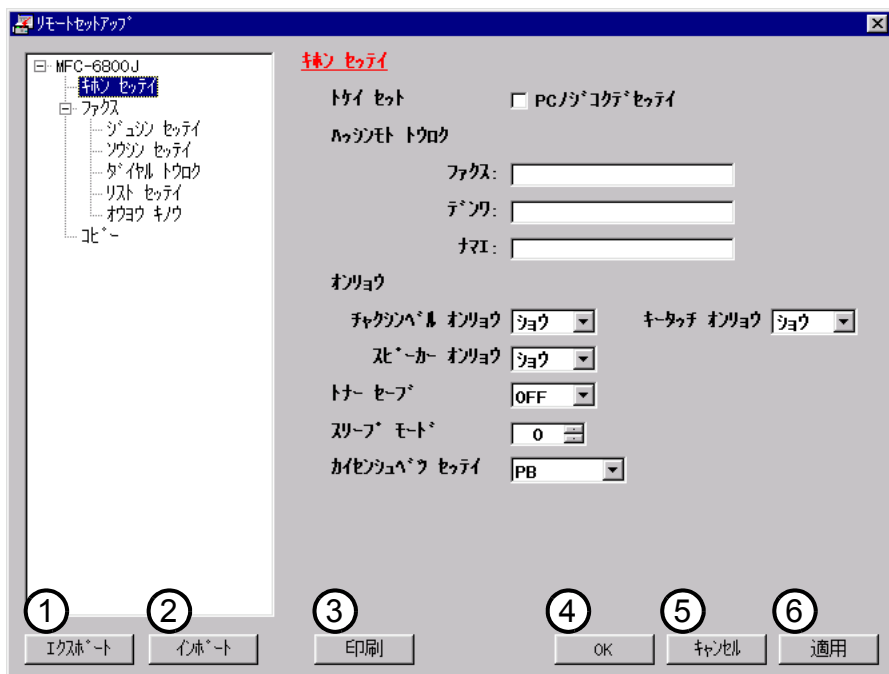 ﾘﾓｰﾄｾｯﾄｱｯﾌﾟ
MFC-6800J
ｷﾎﾝ ｾｯﾃｲ
ﾌｧｸｽ
ｼﾞｭｼﾝ ｾｯﾃｲ
ｿｳｼﾝ ｾｯﾃｲ
ﾀﾞｲﾔﾙ ﾄｳﾛｸ
ﾘｽﾄ ｾｯﾃｲ
ｵｳﾖｳ ｷﾉｳ
ｺﾋﾟｰ
ｷﾎﾝ ｾｯﾃｲ
ﾄｹｲ ｾｯﾄ PCﾉｼﾞｺｸﾃﾞｾｯﾃｲ
ﾊｯｼﾝﾓﾄ ﾄｳﾛｸ
ﾌｧｸｽ:
ﾃﾞﾝﾜ:
ﾅﾏｴ:
ｵﾝﾘｮｳ
ﾁｬｸｼﾝﾍﾞﾙ ｵﾝﾘｮｳ ｼｮｳ ｷｰﾀｯﾁ ｵﾝﾘｮｳ ｼｮｳ
ｽﾋﾟｰｶｰ ｵﾝﾘｮｳ ｼｮｳ
ﾄﾅｰ ｾｰﾌﾞ OFF
ｽﾘｰﾌﾟ ﾓｰﾄﾞ 0
ｶｲｾﾝｼｭﾍﾞﾂ ｾｯﾃｲ PB
① ② ③ ④ ⑤ ⑥
ｴｸｽﾎﾟｰﾄ ｲﾝﾎﾟｰﾄ 印刷 OK ｷｬﾝｾﾙ 適用